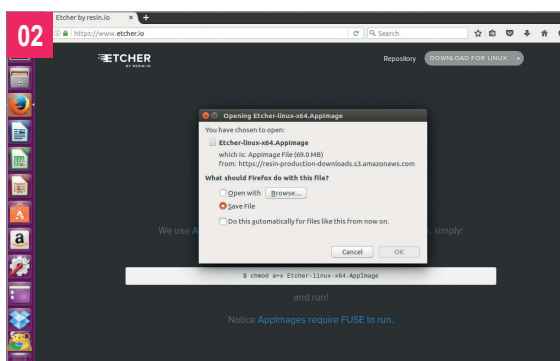 Etcher by resin.io
02
https://www.etcher.io
Search
ETCHER
BY RESIN.IO
Repository
DOWNLOAD FOR LINUX
Opening Etcher-linux-x64.AppImage
You have chosen to open:
Etcher-linux-x64.AppImage
which is: AppImage File (69.0 MB)
from: https://resin-production-downloads.s3.amazonaws.com
What should Firefox do with this file?
Open with Browse...
Save File
Do this automatically for files like this from now on.
Cancel OK
We use A , simply:
$ chmod a+x Etcher-linux-x64.AppImage
and run!
Notice AppImages require FUSE to run.